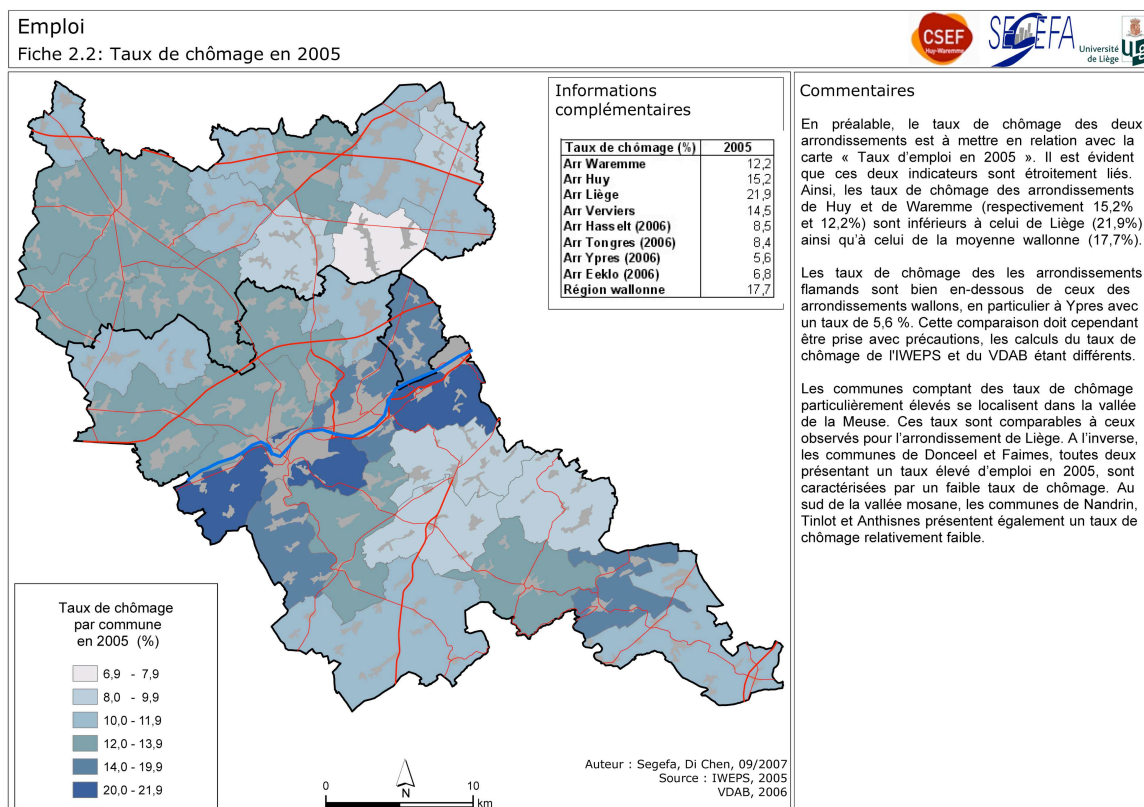 Emploi
Fiche 2.2: Taux de chômage en 2005
CSEF
Huy-Waremme
SEGEFA
Université
de Liège
Informations
complémentaires
Taux de chômage (%) 2005
Arr Waremme 12,2
Arr Huy 15,2
Arr Liège 21,9
Arr Verviers 14,5
Arr Hasselt (2006) 8,5
Arr Tongres (2006) 8,4
Arr Ypres (2006) 5,6
Arr Eeklo (2006) 6,8
Région wallonne 17,7
Commentaires
En préalable, le taux de chômage des deux
arrondissements est à mettre en relation avec la
carte « Taux d'emploi en 2005 ». Il est évident
que ces deux indicateurs sont étroitement liés.
Ainsi, les taux de chômage des arrondissements
de Huy et de Waremme (respectivement 15,2%
et 12,2%) sont inférieurs à celui de Liège (21,9%)
ainsi qu'à celui de la moyenne wallonne (17,7%).
Les taux de chômage des les arrondissements
flamands sont bien en-dessous de ceux des
arrondissements wallons, en particulier à Ypres avec
un taux de 5,6 %. Cette comparaison doit cependant
être prise avec précautions, les calculs du taux de
chômage de l'IWEPS et du VDAB étant différents.
Les communes comptant des taux de chômage
particulièrement élevés se localisent dans la vallée
de la Meuse. Ces taux sont comparables à ceux
observés pour l'arrondissement de Liège. A l'inverse,
les communes de Donceel et Faimes, toutes deux
présentant un taux élevé d'emploi en 2005, sont
caractérisées par un faible taux de chômage. Au
sud de la vallée mosane, les communes de Nandrin,
Tinlot et Anthisnes présentent également un taux de
chômage relativement faible.
Taux de chômage
par commune
en 2005 (%)
6,9 - 7,9
8,0 - 9,9
10,0 - 11,9
12,0 - 13,9
14,0 - 19,9
20,0 - 21,9
0 10
N
km
Auteur : Segefa, Di Chen, 09/2007
Source : IWEPS, 2005
VDAB, 2006